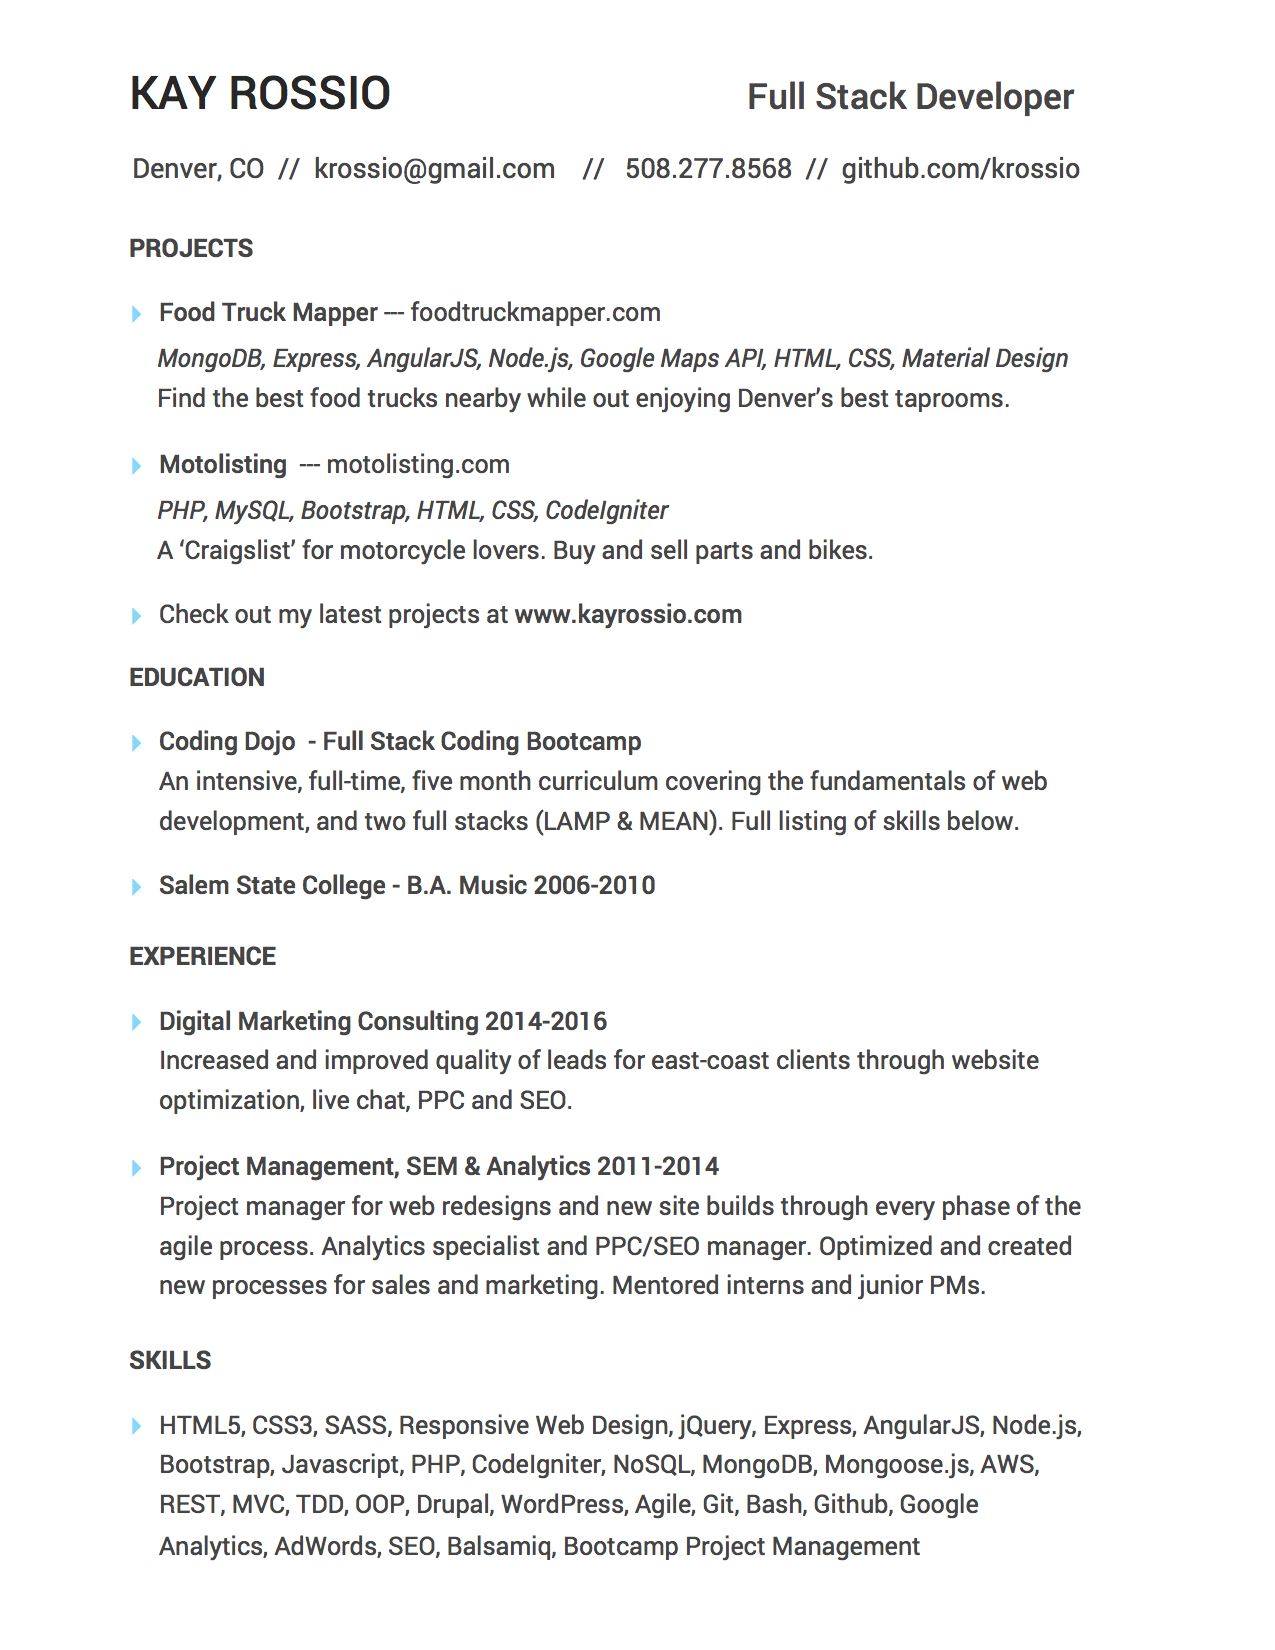 KAY ROSSIO Full Stack Developer
Denver, CO // krossio@gmail.com // 508.277.8568 // github.com/krossio
PROJECTS
Food Truck Mapper --- foodtruckmapper.com
MongoDB, Express, AngularJS, Node.js, Google Maps API, HTML, CSS, Material Design
Find the best food trucks nearby while out enjoying Denver’s best taprooms.
Motolisting --- motolisting.com
PHP, MySQL, Bootstrap, HTML, CSS, CodeIgniter
A ‘Craigslist’ for motorcycle lovers. Buy and sell parts and bikes.
Check out my latest projects at www.kayrossio.com
EDUCATION
Coding Dojo - Full Stack Coding Bootcamp
An intensive, full-time, five month curriculum covering the fundamentals of web
development, and two full stacks (LAMP & MEAN). Full listing of skills below.
Salem State College - B.A. Music 2006-2010
EXPERIENCE
Digital Marketing Consulting 2014-2016
Increased and improved quality of leads for east-coast clients through website
optimization, live chat, PPC and SEO.
Project Management, SEM & Analytics 2011-2014
Project manager for web redesigns and new site builds through every phase of the
agile process. Analytics specialist and PPC/SEO manager. Optimized and created
new processes for sales and marketing. Mentored interns and junior PMs.
SKILLS
HTML5, CSS3, SASS, Responsive Web Design, jQuery, Express, AngularJS, Node.js,
Bootstrap, Javascript, PHP, CodeIgniter, NoSQL, MongoDB, Mongoose.js, AWS,
REST, MVC, TDD, OOP, Drupal, WordPress, Agile, Git, Bash, Github, Google
Analytics, AdWords, SEO, Balsamiq, Bootcamp Project Management